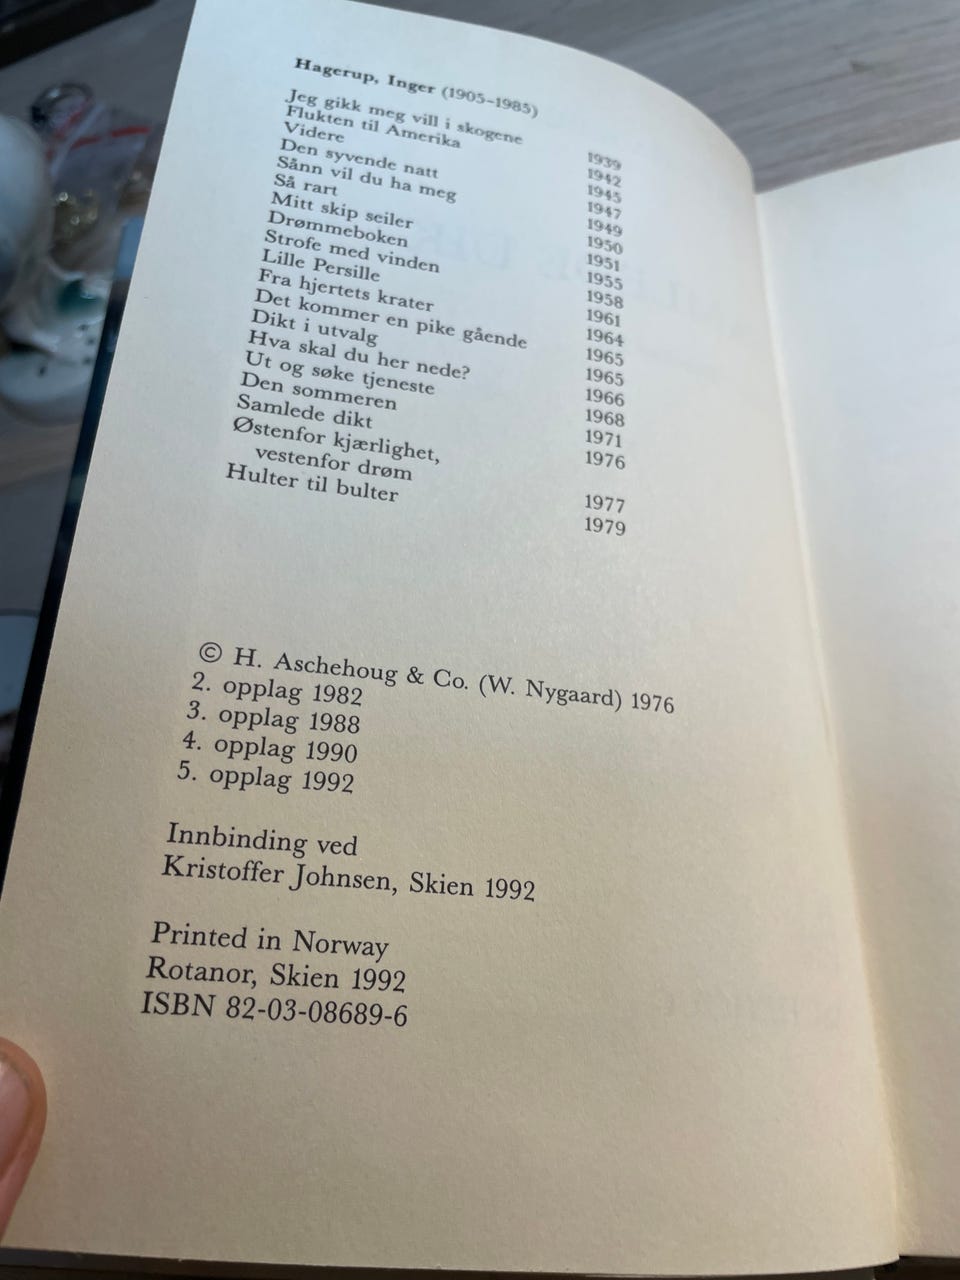 Hagerup, Inger (1905–1985)
Jeg gikk meg vill i skogene 1939
Flukten til Amerika 1942
Videre 1945
Den syvende natt 1947
Sånn vil du ha meg 1949
Så rart 1950
Mitt skip seiler 1951
Drømmeboken 1955
Strofe med vinden 1958
Lille Persille 1961
Fra hjertets krater 1964
Det kommer en pike gående 1965
Dikt i utvalg 1965
Hva skal du her nede? 1966
Ut og søke tjeneste 1968
Den sommeren 1971
Samlede dikt 1976
Østenfor kjærlighet,
vestenfor drøm 1977
Hulter til bulter 1979
© H. Aschehoug & Co. (W. Nygaard) 1976
2. opplag 1982
3. opplag 1988
4. opplag 1990
5. opplag 1992
Innbinding ved
Kristoffer Johnsen, Skien 1992
Printed in Norway
Rotanor, Skien 1992
ISBN 82-03-08689-6